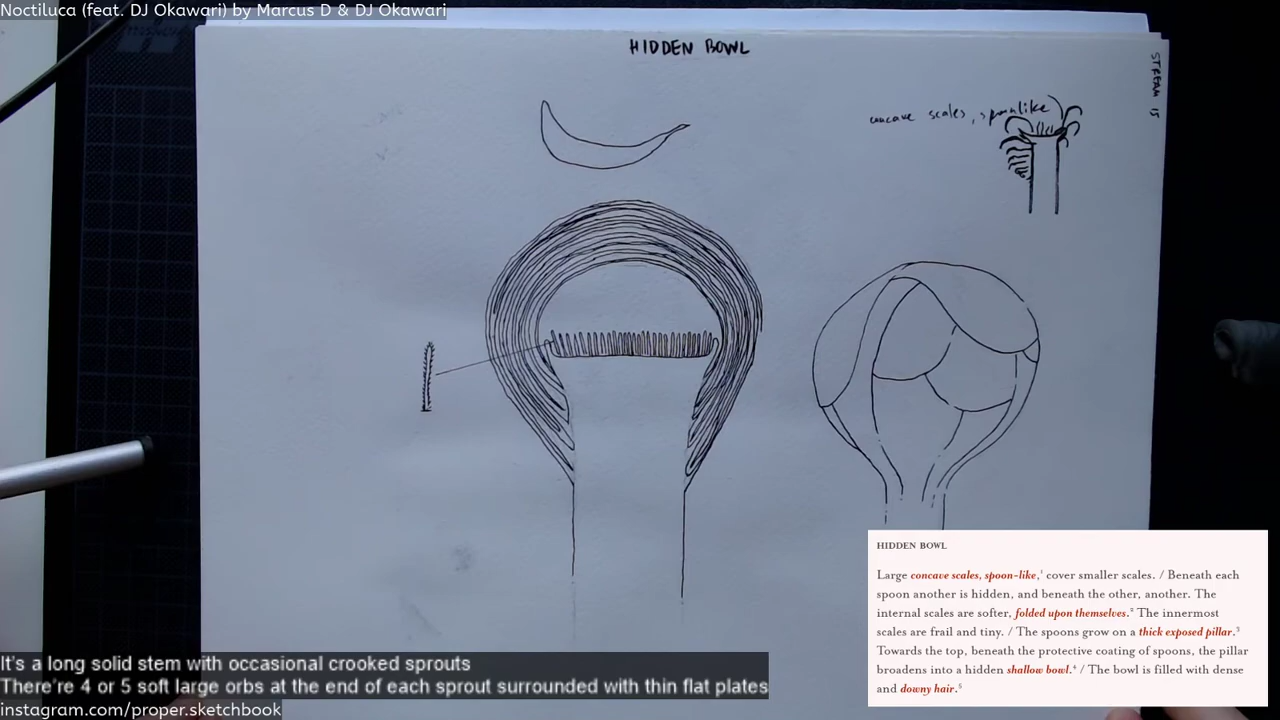 Noctiluca (feat. DJ Okawari) by Marcus D & DJ Okawari
HIDDEN BOWL
STREAM 15
concave scales, spoonlike
HIDDEN BOWL
Large concave scales, spoon-like,¹ cover smaller scales. / Beneath each
spoon another is hidden, and beneath the other, another. The
internal scales are softer, folded upon themselves.² The innermost
scales are frail and tiny. / The spoons grow on a thick exposed pillar.³
Towards the top, beneath the protective coating of spoons, the pillar
broadens into a hidden shallow bowl.⁴ / The bowl is filled with dense
and downy hair.⁵
It's a long solid stem with occasional crooked sprouts
There're 4 or 5 soft large orbs at the end of each sprout surrounded with thin flat plates
instagram.com/proper.sketchbook